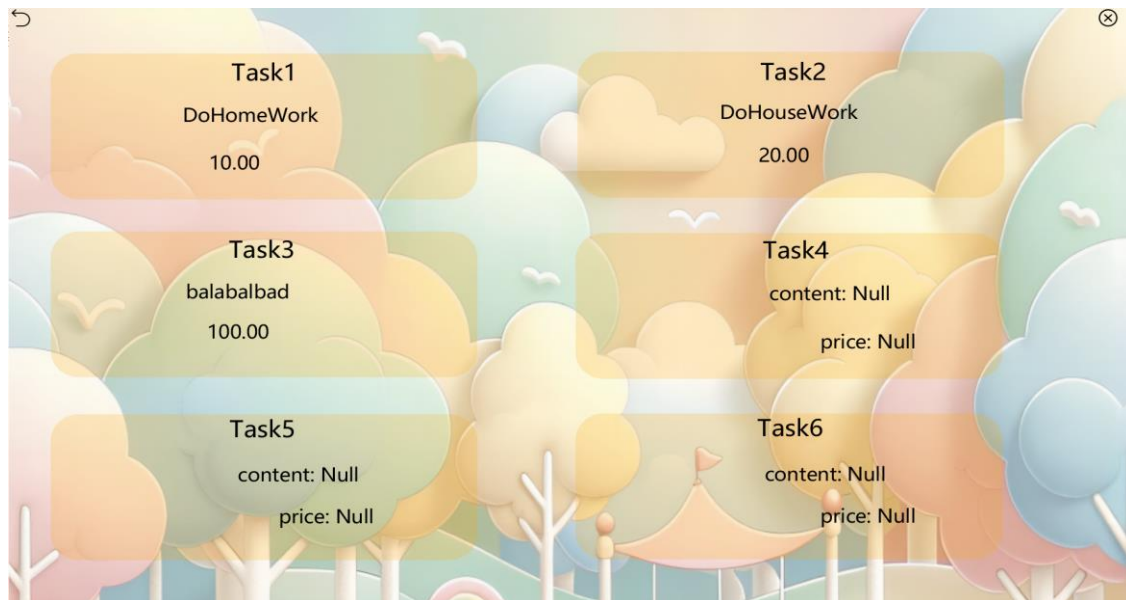 Task1
DoHomeWork
10.00
Task2
DoHouseWork
20.00
Task3
balabalbad
100.00
Task4
content: Null
price: Null
Task5
content: Null
price: Null
Task6
content: Null
price: Null